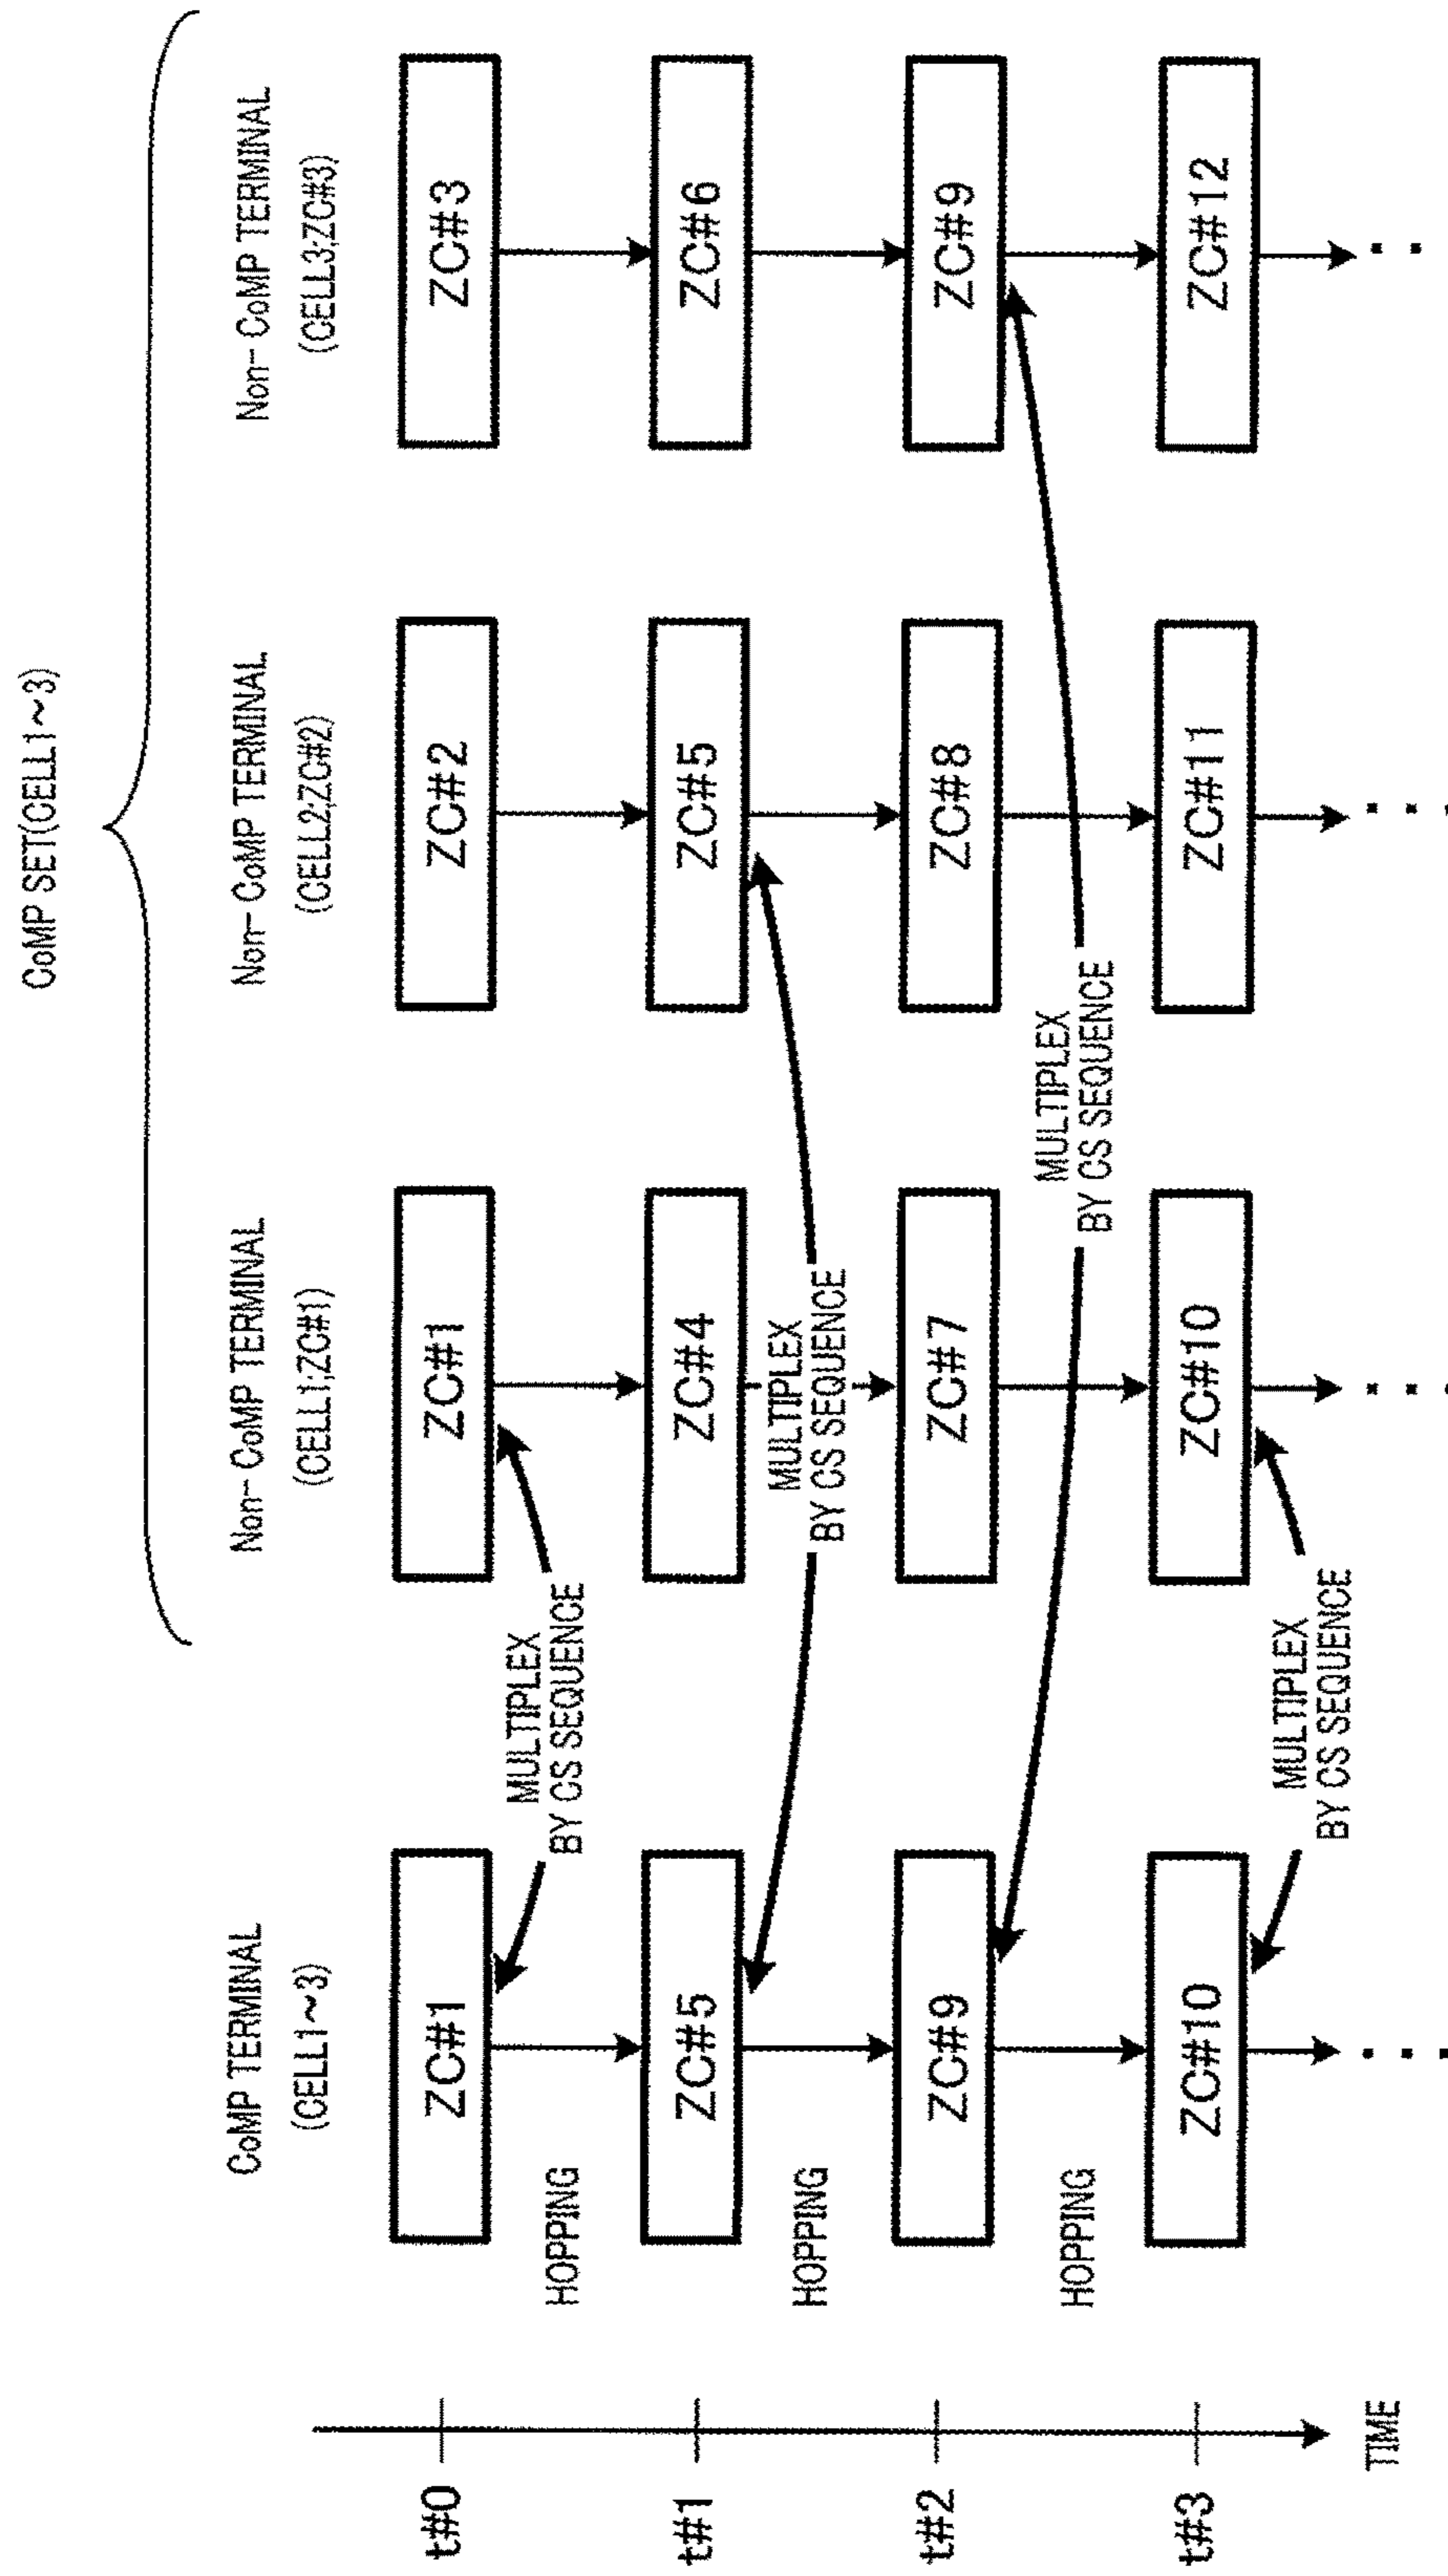 CoMP SET(CELL1~3)
CoMP TERMINAL
(CELL1~3)
Non-CoMP TERMINAL
(CELL1;ZC#1)
Non-CoMP TERMINAL
(CELL2;ZC#2)
Non-CoMP TERMINAL
(CELL3;ZC#3)
t#0
ZC#1
ZC#1
ZC#2
ZC#3
HOPPING
MULTIPLEX
BY CS SEQUENCE
t#1
ZC#5
ZC#4
ZC#5
ZC#6
HOPPING
MULTIPLEX
BY CS SEQUENCE
t#2
ZC#9
ZC#7
ZC#8
ZC#9
HOPPING
MULTIPLEX
BY CS SEQUENCE
t#3
ZC#10
ZC#10
ZC#11
ZC#12
MULTIPLEX
BY CS SEQUENCE
TIME